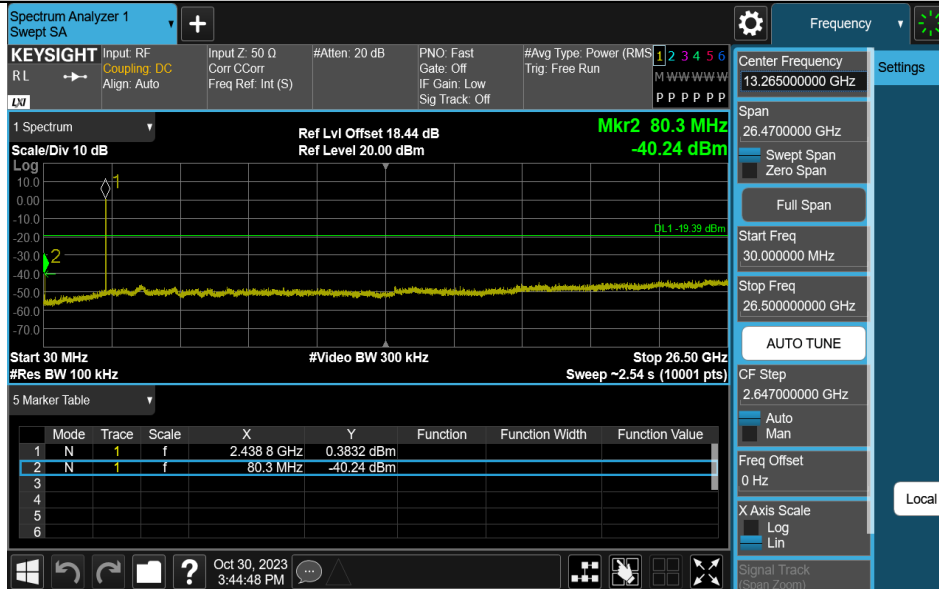 Spectrum Analyzer 1
Swept SA
+
Frequency
KEYSIGHT
RL
LXI
Input: RF
Coupling: DC
Align: Auto
Input Z: 50 Ω
Corr CCorr
Freq Ref: Int (S)
#Atten: 20 dB
PNO: Fast
Gate: Off
IF Gain: Low
Sig Track: Off
#Avg Type: Power (RMS
Trig: Free Run
1 2 3 4 5 6
M W W W W W
P P P P P P
Center Frequency
13.265000000 GHz
Settings
1 Spectrum
Scale/Div 10 dB
Ref Lvl Offset 18.44 dB
Ref Level 20.00 dBm
Mkr2 80.3 MHz
-40.24 dBm
Span
26.4700000 GHz
Swept Span
Zero Span
Full Span
Log
10.0
0.00
-10.0
-20.0
-30.0
-40.0
-50.0
-60.0
-70.0
1
2
DL1 -19.39 dBm
Start Freq
30.000000 MHz
Stop Freq
26.500000000 GHz
AUTO TUNE
Start 30 MHz
#Video BW 300 kHz
Stop 26.50 GHz
#Res BW 100 kHz
Sweep ~2.54 s (10001 pts)
CF Step
2.647000000 GHz
Auto
Man
5 Marker Table
Mode Trace Scale X Y Function Function Width Function Value
1 N 1 f 2.438 8 GHz 0.3832 dBm
2 N 1 f 80.3 MHz -40.24 dBm
3
4
5
6
Freq Offset
0 Hz
Local
X Axis Scale
Log
Lin
Signal Track
(Span Zoom)
?
Oct 30, 2023
3:44:48 PM